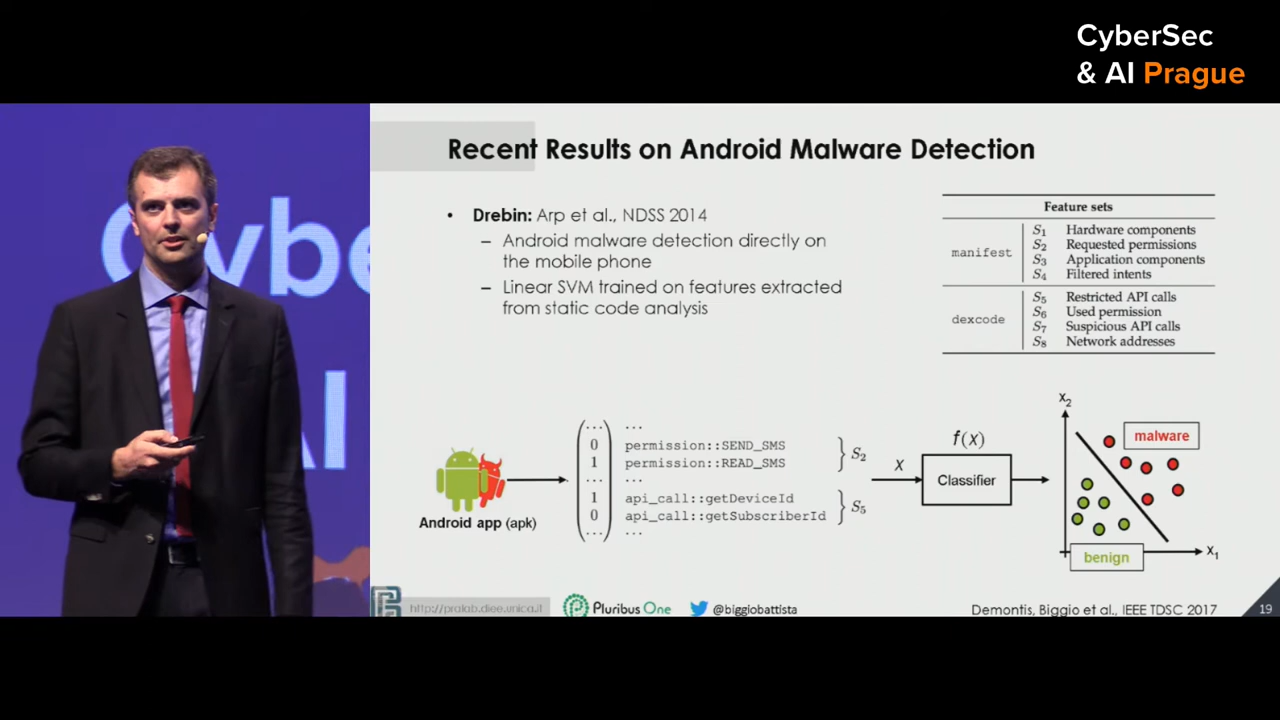 CyberSec
& AI Prague
Cybe
AI
Recent Results on Android Malware Detection
• Drebin: Arp et al., NDSS 2014
– Android malware detection directly on
the mobile phone
– Linear SVM trained on features extracted
from static code analysis
Feature sets
manifest
S1 Hardware components
S2 Requested permissions
S3 Application components
S4 Filtered intents
dexcode
S5 Restricted API calls
S6 Used permission
S7 Suspicious API calls
S8 Network addresses
Android app (apk)
... ...
0 permission::SEND_SMS
1 permission::READ_SMS
S2
... ...
1 api_call::getDeviceId
0 api_call::getSubscriberId
S5
... ...
x
f(x)
Classifier
x2
malware
benign
x1
http://pralab.diee.unica.it
Pluribus One
@biggiobattista
Demontis, Biggio et al., IEEE TDSC 2017
19